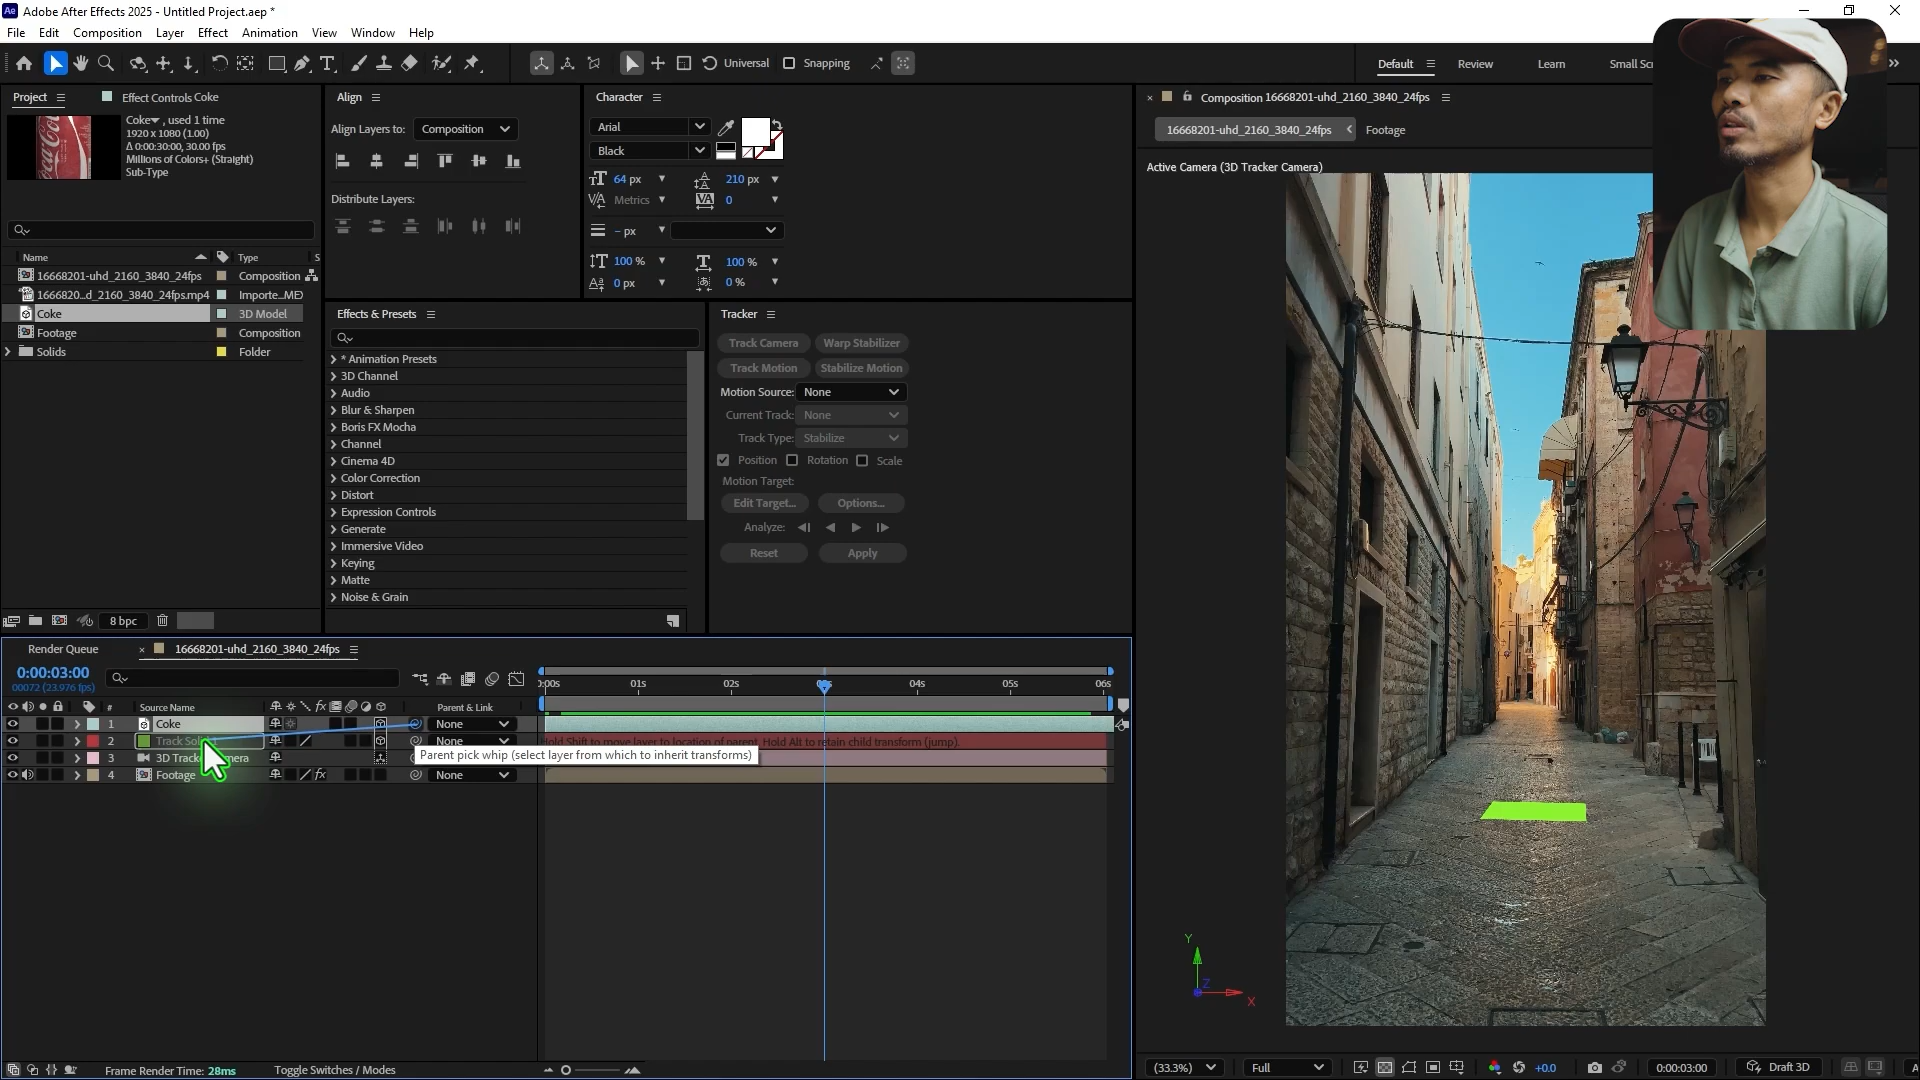 Ae Adobe After Effects 2025 - Untitled Project.aep *
File Edit Composition Layer Effect Animation View Window Help
Universal Snapping Default Review Learn Small Scr
Project Effect Controls Coke
Coke , used 1 time
1920 x 1080 (1.00)
Δ 0:00:30:00, 30.00 fps
Millions of Colors+ (Straight)
Sub-Type
Name Type S
16668201-uhd_2160_3840_24fps Composition
1666820...d_2160_3840_24fps.mp4 Importe...MEX
Coke 3D Model
Footage Composition
Solids Folder
8 bpc
Align
Align Layers to: Composition
Distribute Layers:
Character
Arial
Black
64 px 210 px
Metrics 0
- px
100 % 100 %
0 px 0 %
Effects & Presets
* Animation Presets
3D Channel
Audio
Blur & Sharpen
Boris FX Mocha
Channel
Cinema 4D
Color Correction
Distort
Expression Controls
Generate
Immersive Video
Keying
Matte
Noise & Grain
Tracker
Track Camera Warp Stabilizer
Track Motion Stabilize Motion
Motion Source: None
Current Track: None
Track Type: Stabilize
Position Rotation Scale
Motion Target:
Edit Target... Options...
Analyze:
Reset Apply
Composition 16668201-uhd_2160_3840_24fps
16668201-uhd_2160_3840_24fps Footage
Active Camera (3D Tracker Camera)
Y
Z
X
(33.3%) Full +0.0 0:00:03:00 Draft 3D
Render Queue 16668201-uhd_2160_3840_24fps
0:00:03:00
00072 (23.976 fps)
0:00s 01s 02s 04s 05s 06s
# Source Name fx Parent & Link
1 Coke None
2 Track Solid None
Hold Shift to move layer to location of parent. Hold Alt to retain child transform (jump).
Parent pick whip (select layer from which to inherit transforms)
3 3D Tracker Camera
4 Footage fx None
Frame Render Time: 28ms Toggle Switches / Modes